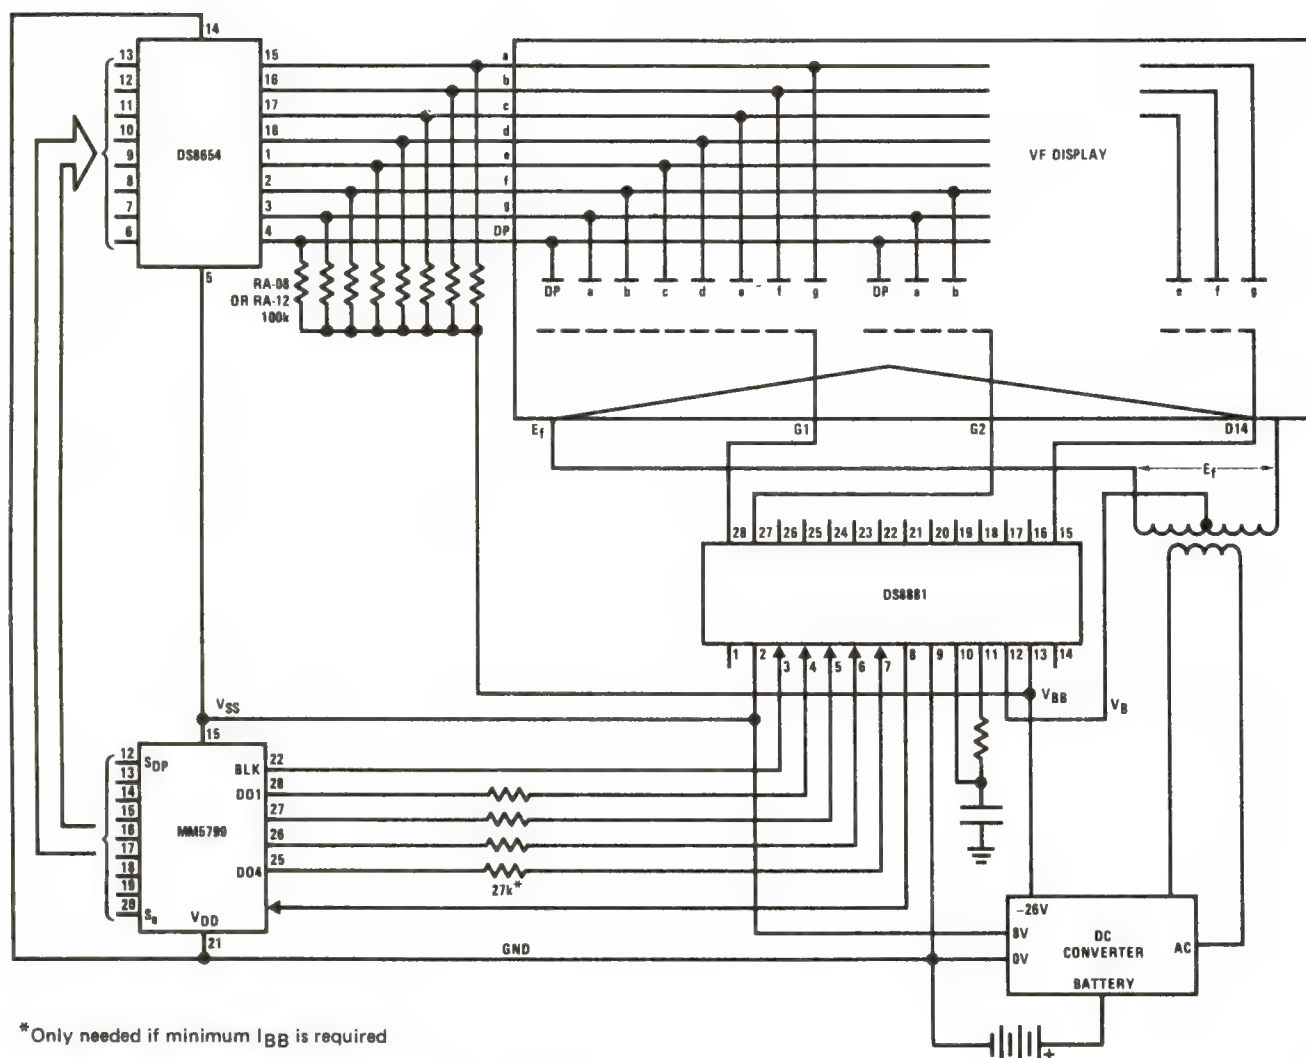 14
13 15 a
12 16 b
11 17 c
10 18 d
9 DS8654 1 e VF DISPLAY
8 2 f
7 3 g
6 4 DP
5
RA-08
OR RA-12
100k
DP a b c d e f g DP a b e f g
Ef G1 G2 D14
Ef
28 27 26 25 24 23 22 21 20 19 18 17 16 15
DS8881
1 2 3 4 5 6 7 8 9 10 11 12 13 14
VSS VBB VB
15
12 SDP 22
13 BLK
14 28
DO1
15 27
16 MM5799 26
17 25
18 DO4
19 27k*
20 Sa VDD
21
GND
-26V
8V DC
0V CONVERTER AC
BATTERY
+
*Only needed if minimum IBB is required